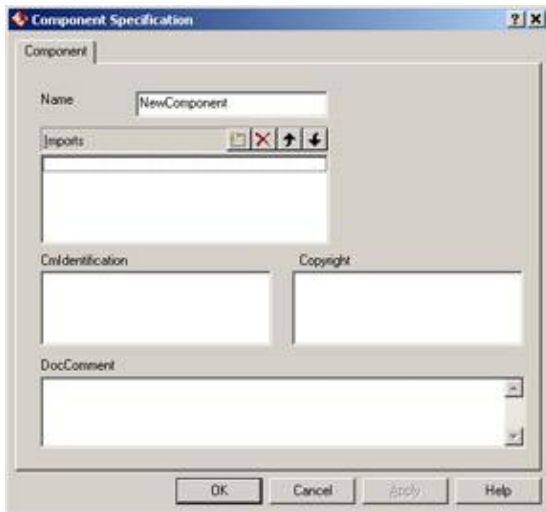 Component Specification
Component
Name NewComponent
Imports
CmIdentification Copyright
DocComment
OK Cancel Apply Help